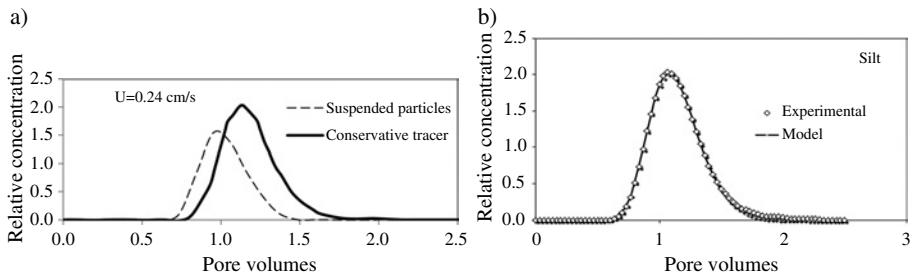 a)
Relative concentration
2.5
2.0
1.5
1.0
0.5
0.0
U=0.24 cm/s
Suspended particles
Conservative tracer
0.0 0.5 1.0 1.5 2.0 2.5
Pore volumes
b)
Relative concentration
2.5
2.0
1.5
1.0
0.5
0.0
Silt
Experimental
Model
0 1 2 3
Pore volumes